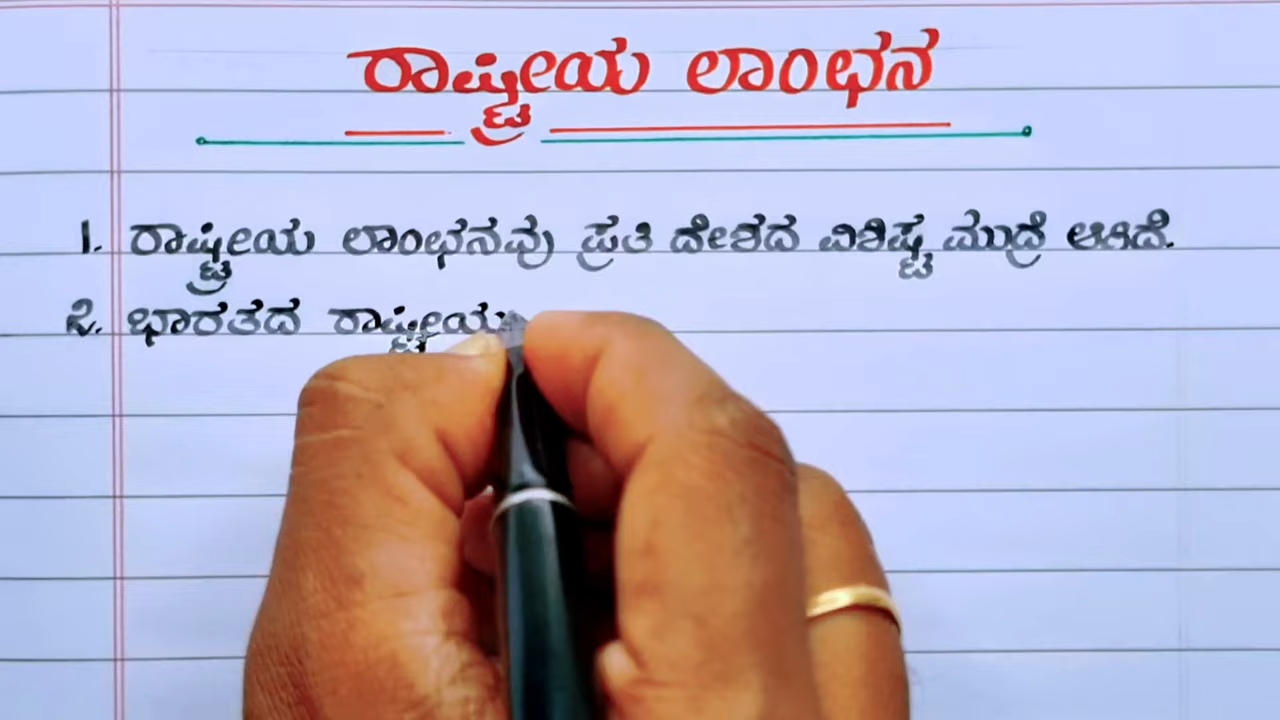 ರಾಷ್ಟ್ರೀಯ ಲಾಂಛನ
1. ರಾಷ್ಟ್ರೀಯ ಲಾಂಛನವು ಪ್ರತಿ ದೇಶದ ವಿಶಿಷ್ಟ ಮುದ್ರೆ ಆಗಿದೆ.
2. ಭಾರತದ ರಾಷ್ಟ್ರೀಯ